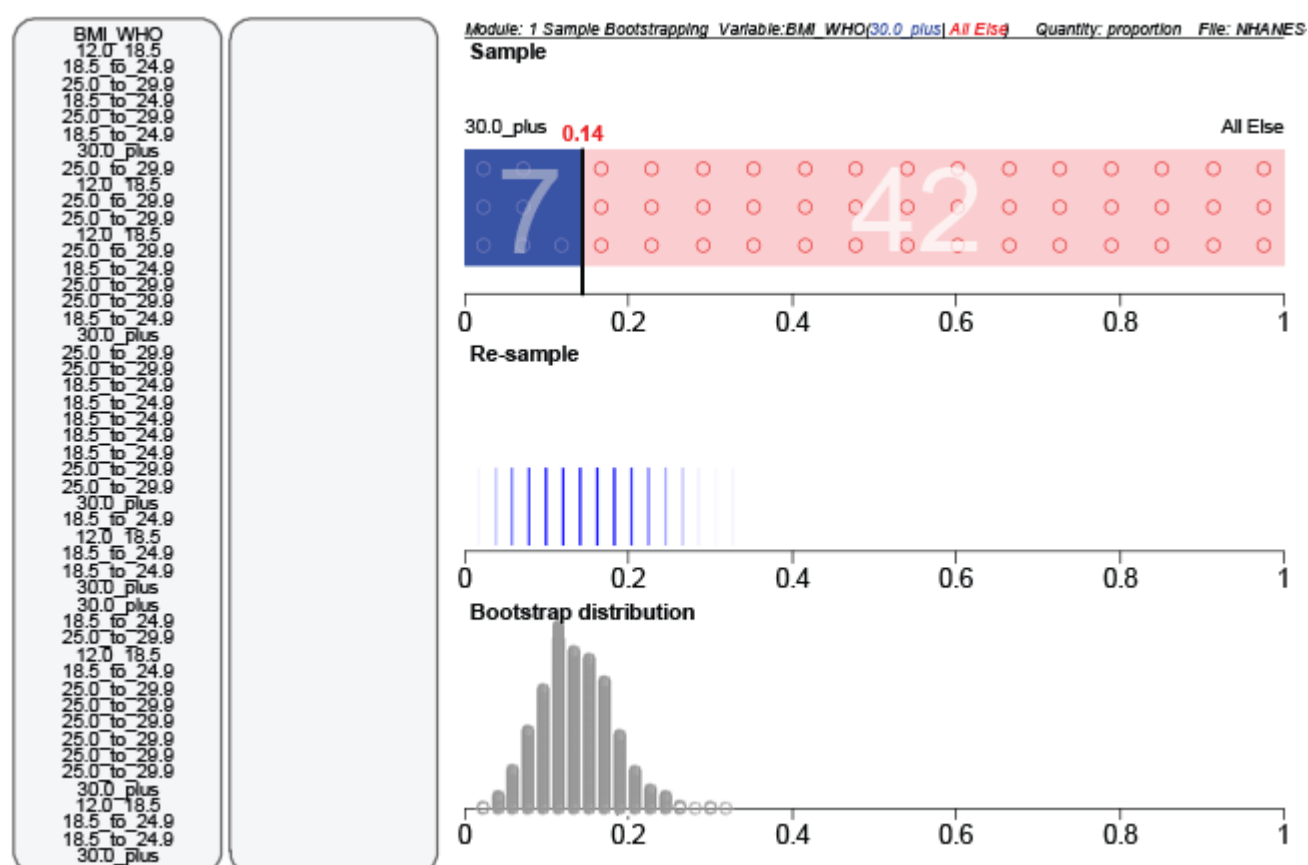 BMI_WHO
12.0_18.5
18.5_to_24.9
25.0_to_29.9
18.5_to_24.9
25.0_to_29.9
18.5_to_24.9
30.0_plus
25.0_to_29.9
12.0_18.5
25.0_to_29.9
25.0_to_29.9
12.0_18.5
25.0_to_29.9
18.5_to_24.9
25.0_to_29.9
25.0_to_29.9
18.5_to_24.9
30.0_plus
25.0_to_29.9
25.0_to_29.9
18.5_to_24.9
18.5_to_24.9
18.5_to_24.9
18.5_to_24.9
18.5_to_24.9
25.0_to_29.9
25.0_to_29.9
30.0_plus
18.5_to_24.9
12.0_18.5
18.5_to_24.9
18.5_to_24.9
30.0_plus
30.0_plus
18.5_to_24.9
25.0_to_29.9
12.0_18.5
18.5_to_24.9
25.0_to_29.9
25.0_to_29.9
25.0_to_29.9
25.0_to_29.9
25.0_to_29.9
25.0_to_29.9
30.0_plus
12.0_18.5
18.5_to_24.9
18.5_to_24.9
30.0_plus
Module: 1 Sample Bootstrapping Variable:BMI_WHO(30.0_plus| All Else) Quantity: proportion File: NHANES-
Sample
30.0_plus 0.14 All Else
7 42
0 0.2 0.4 0.6 0.8 1
Re-sample
0 0.2 0.4 0.6 0.8 1
Bootstrap distribution
0 0.2 0.4 0.6 0.8 1